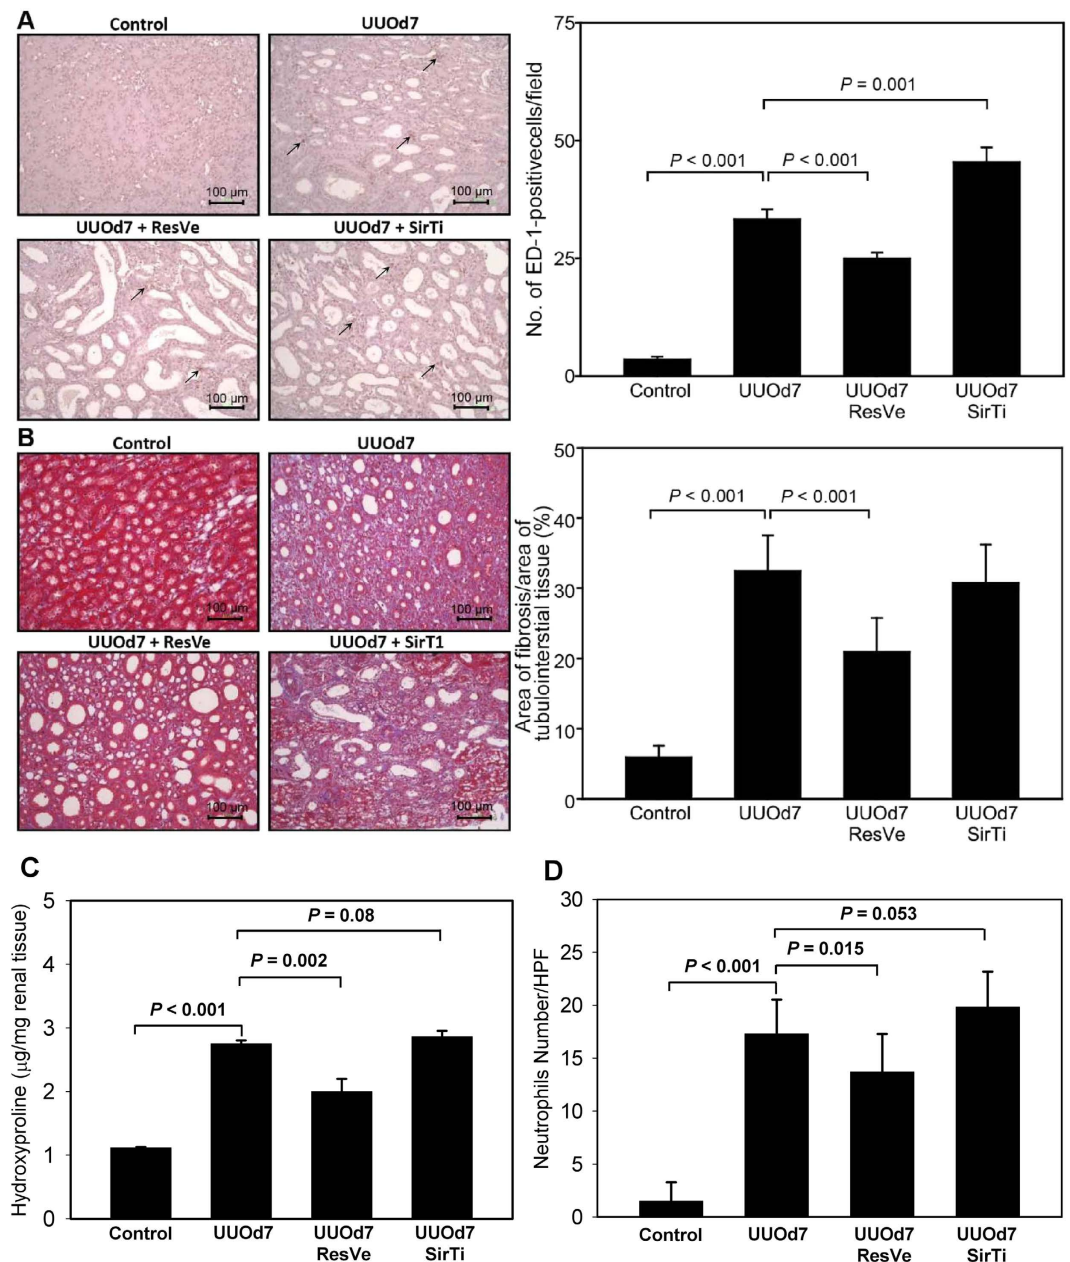 A
Control
UUOd7
100 µm
100 µm
UUOd7 + ResVe
UUOd7 + SirTi
100 µm
100 µm
No. of ED-1-positivecells/field
75
50
25
0
P = 0.001
P < 0.001
P < 0.001
Control
UUOd7
UUOd7
ResVe
UUOd7
SirTi
B
Control
UUOd7
100 µm
100 µm
UUOd7 + ResVe
UUOd7 + SirT1
100 µm
100 µm
Area of fibrosis/area of
tubulointerstial tissue (%)
50
40
30
20
10
0
P < 0.001
P < 0.001
Control
UUOd7
UUOd7
ResVe
UUOd7
SirTi
C
Hydroxyproline (µg/mg renal tissue)
5
4
3
2
1
0
P = 0.08
P = 0.002
P < 0.001
Control
UUOd7
UUOd7
ResVe
UUOd7
SirTi
D
Neutrophils Number/HPF
30
25
20
15
10
5
0
P = 0.053
P = 0.015
P < 0.001
Control
UUOd7
UUOd7
ResVe
UUOd7
SirTi